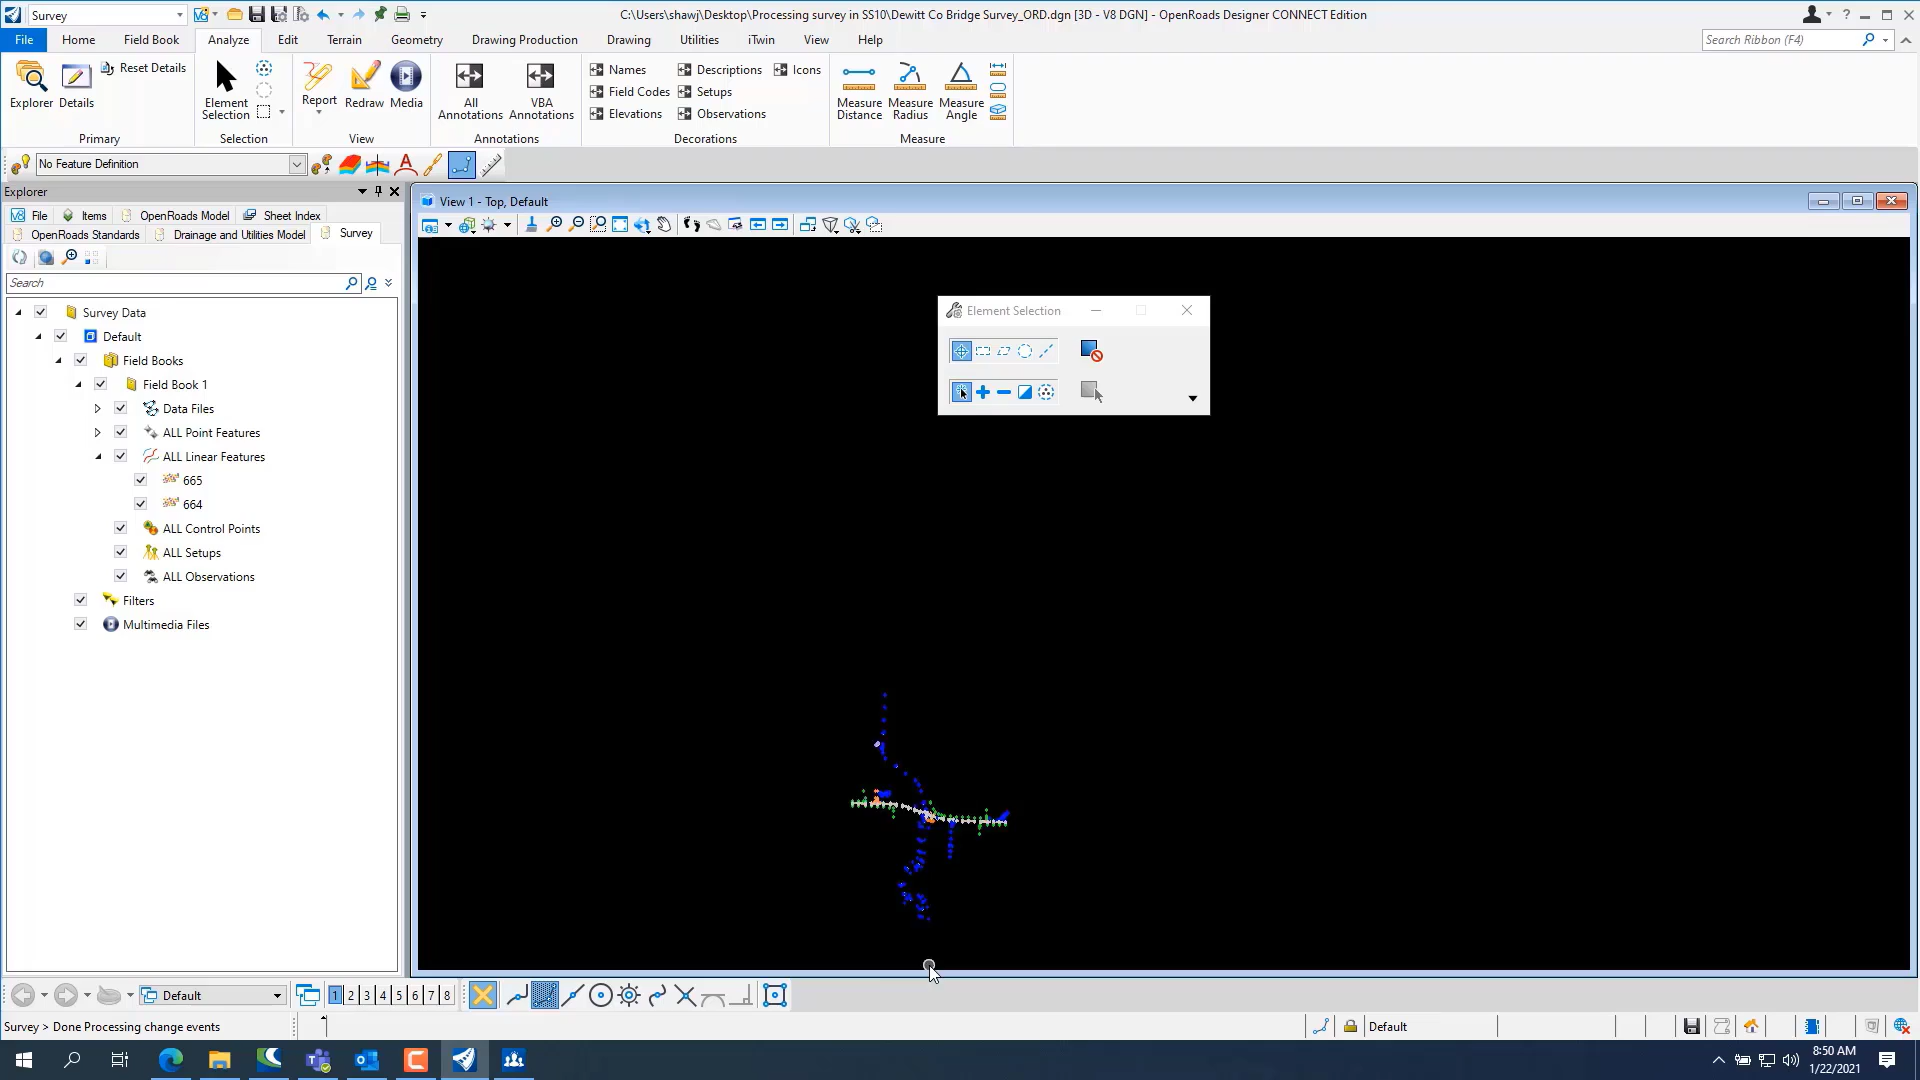 Survey
C:\Users\shawj\Desktop\Processing survey in SS10\Dewitt Co Bridge Survey_ORD.dgn [3D - V8 DGN] - OpenRoads Designer CONNECT Edition
File Home Field Book Analyze Edit Terrain Geometry Drawing Production Drawing Utilities iTwin View Help
Search Ribbon (F4)
Explorer
Details
Reset Details
Primary
Element Selection
Selection
Report
Redraw
Media
View
All Annotations
VBA Annotations
Annotations
Names
Field Codes
Elevations
Descriptions
Setups
Observations
Icons
Decorations
Measure Distance
Measure Radius
Measure Angle
Measure
No Feature Definition
Explorer
File Items OpenRoads Model Sheet Index
OpenRoads Standards Drainage and Utilities Model Survey
Search
Survey Data
Default
Field Books
Field Book 1
Data Files
ALL Point Features
ALL Linear Features
665
664
ALL Control Points
ALL Setups
ALL Observations
Filters
Multimedia Files
View 1 - Top, Default
Element Selection
Default
1 2 3 4 5 6 7 8
Survey > Done Processing change events
Default
8:50 AM
1/22/2021